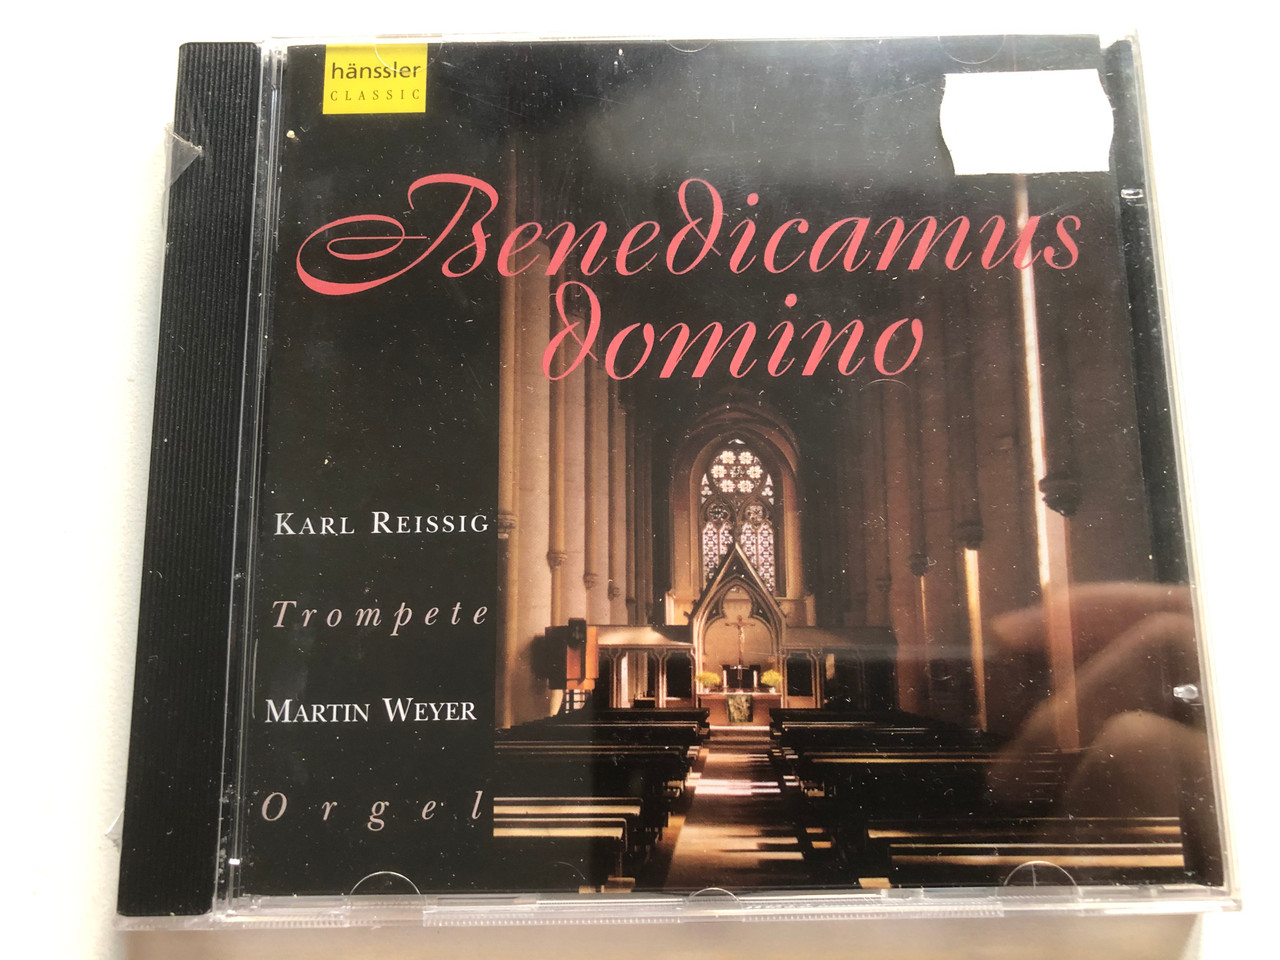 hänssler
CLASSIC
Benedicamus
domino
KARL REISSIG
Trompete
MARTIN WEYER
Orgel